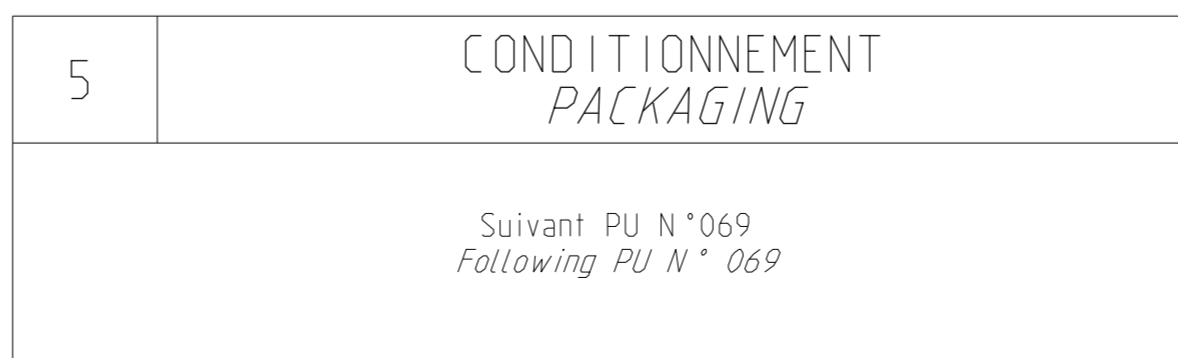 5
CONDITIONNEMENT
PACKAGING
Suivant PU N°069
Following PU N° 069